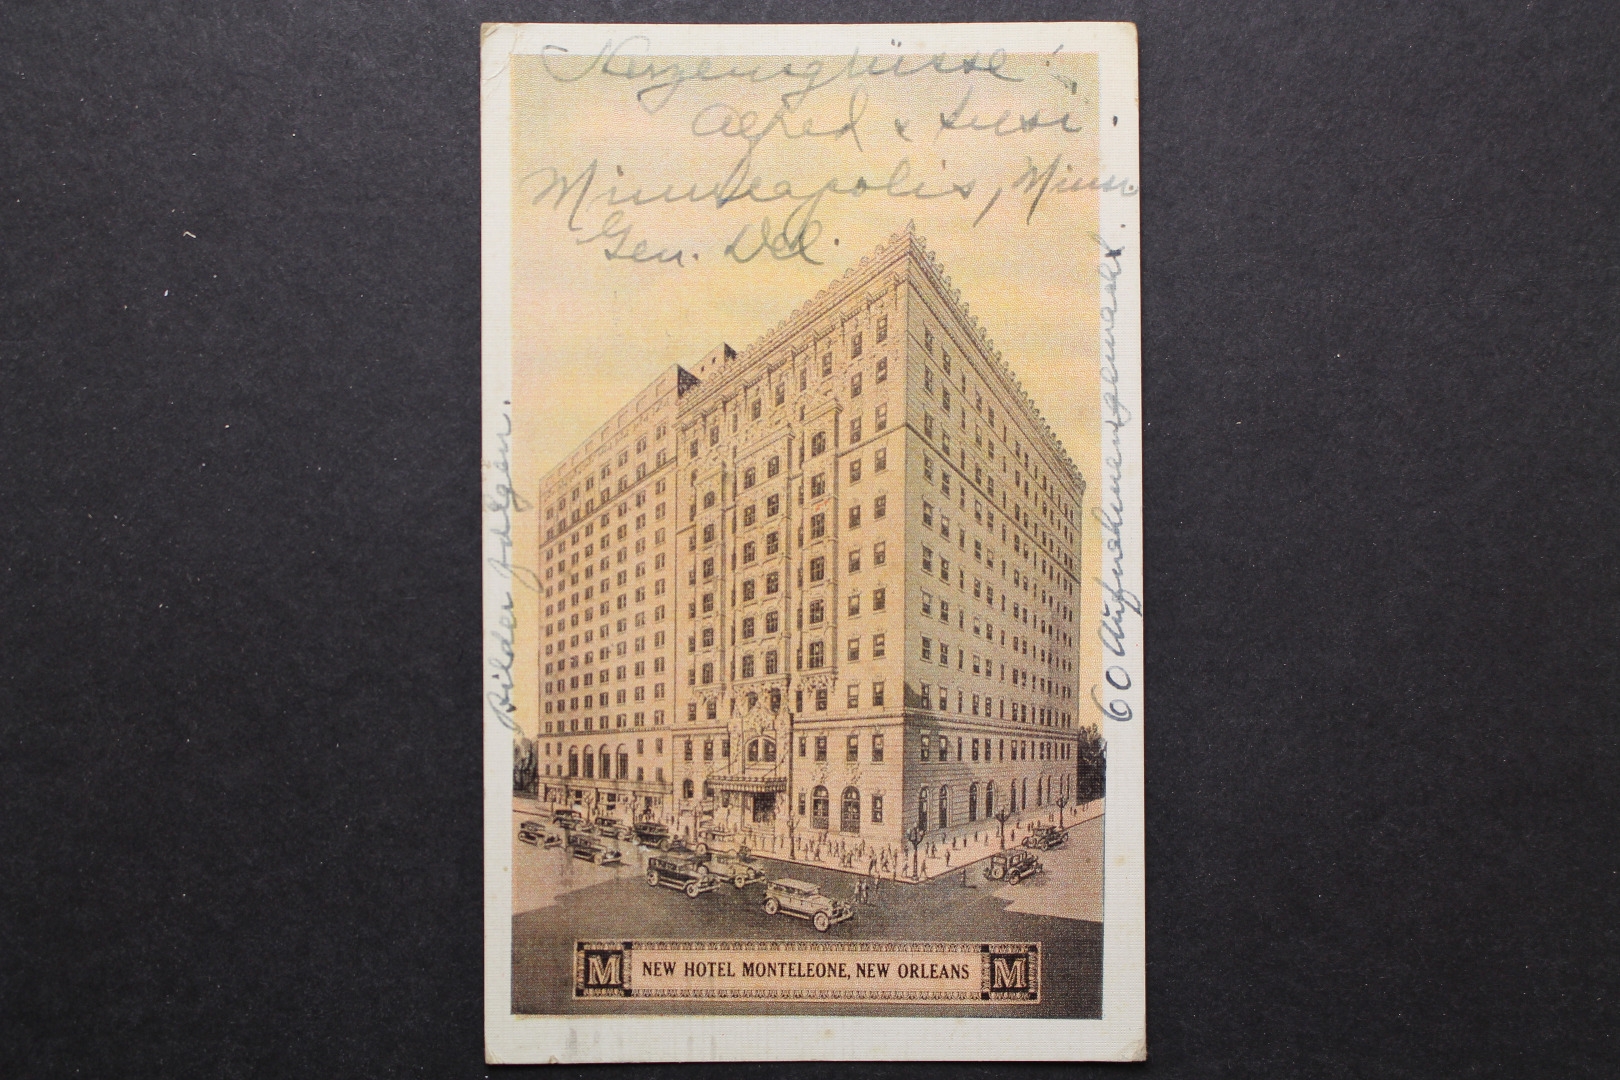 Herzensgrüsse!
Alfred & Susi.
Minneapolis, Minn.
Gen. Del.
Bilder folgen.
60 Aufnahmen gemacht.
M NEW HOTEL MONTELEONE, NEW ORLEANS M